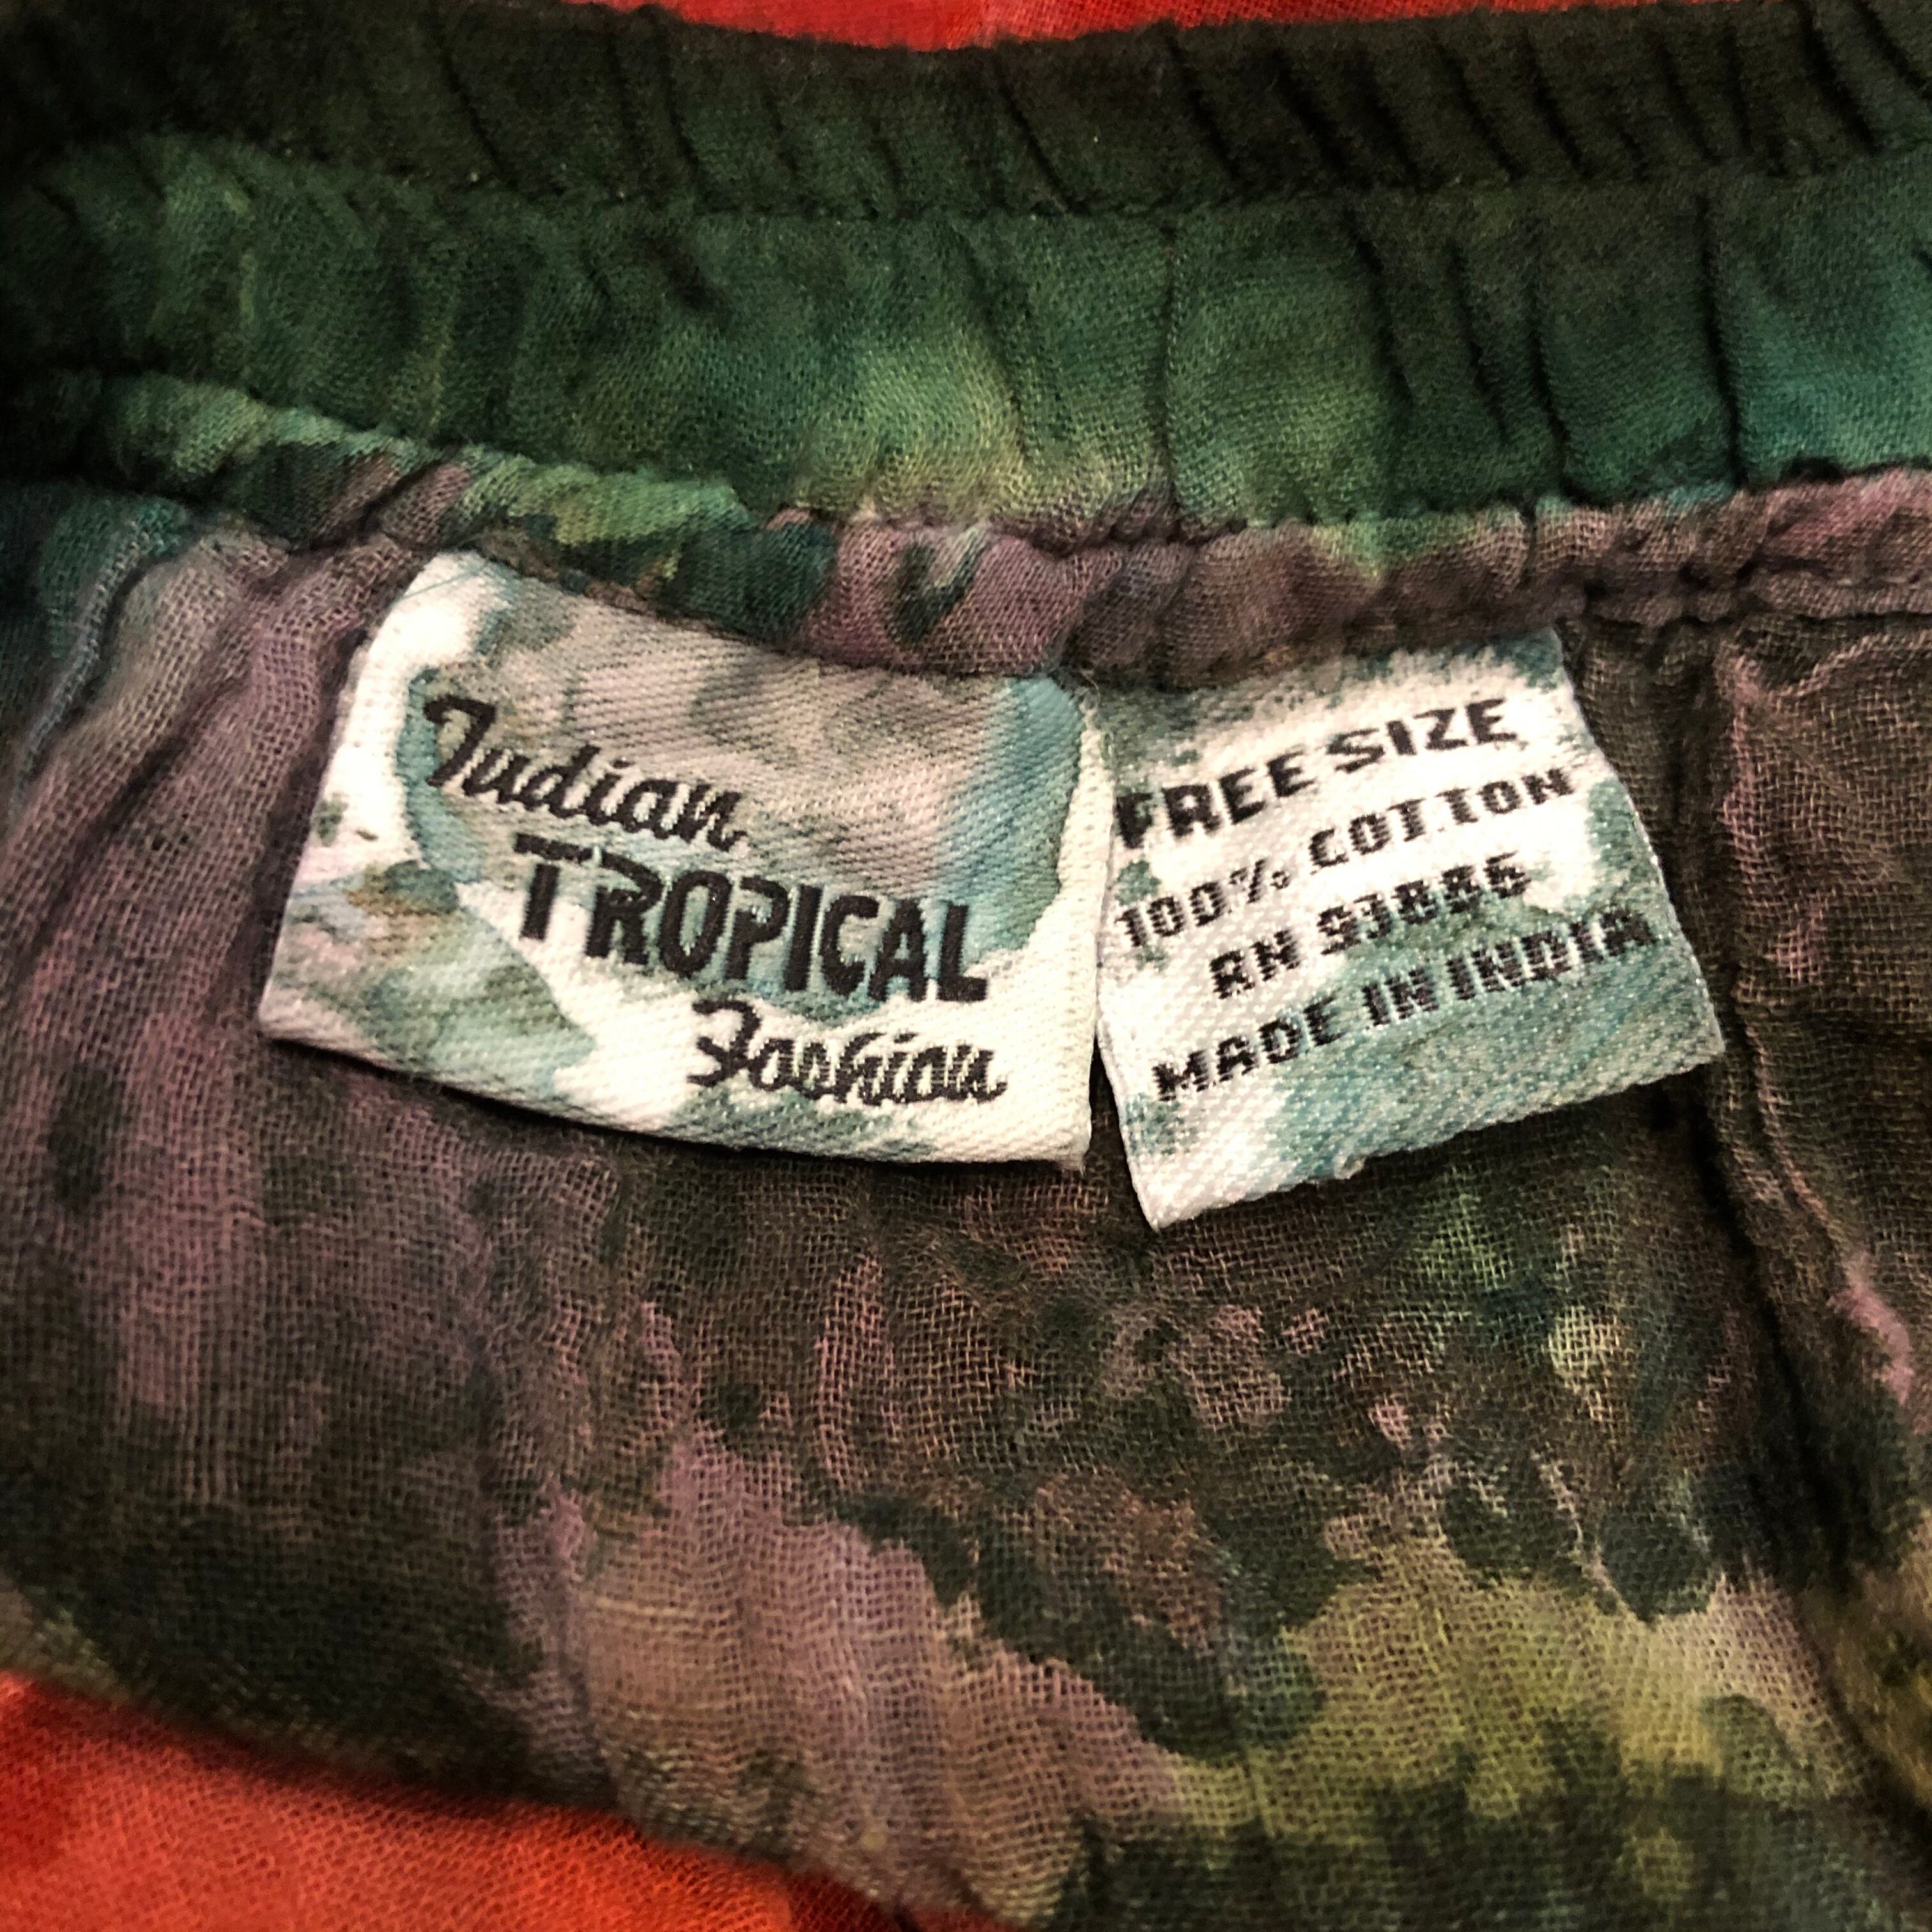 Indian
TROPICAL
Fashion
FREE SIZE
100% COTTON
RN 93886
MADE IN INDIA